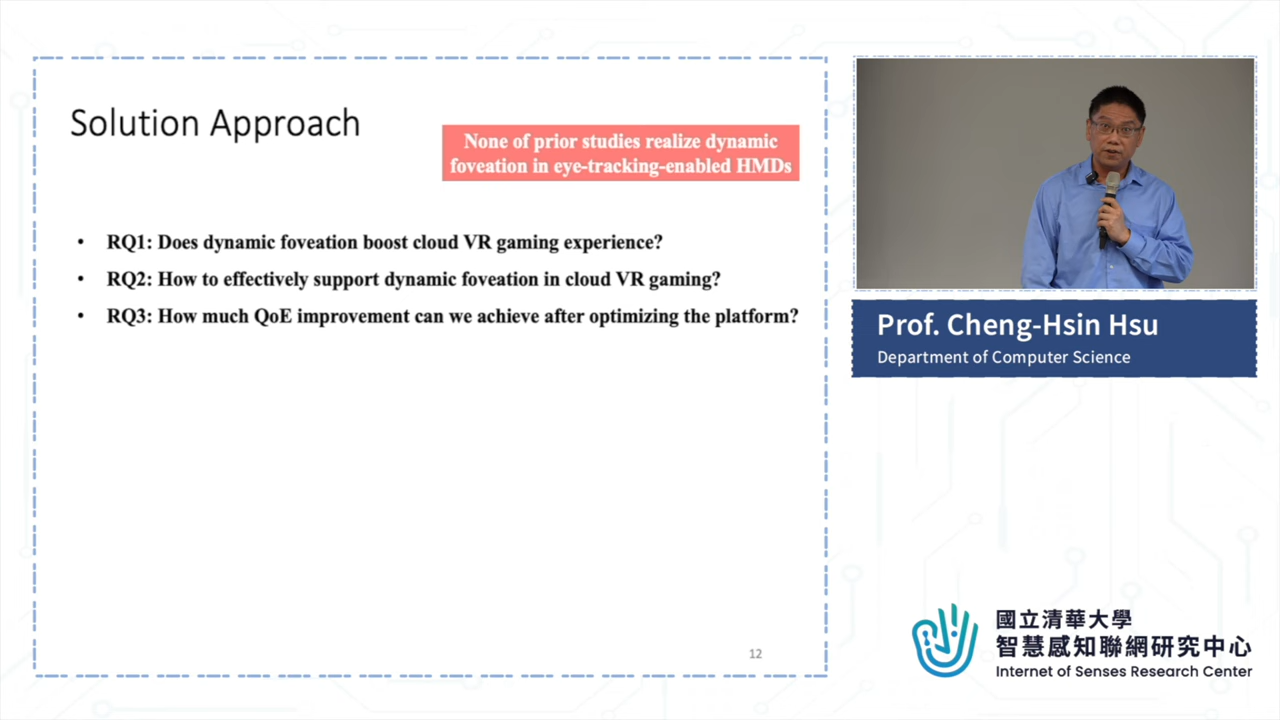 Solution Approach
None of prior studies realize dynamic
foveation in eye-tracking-enabled HMDs
• RQ1: Does dynamic foveation boost cloud VR gaming experience?
• RQ2: How to effectively support dynamic foveation in cloud VR gaming?
• RQ3: How much QoE improvement can we achieve after optimizing the platform?
12
Prof. Cheng-Hsin Hsu
Department of Computer Science
國立清華大學
智慧感知聯網研究中心
Internet of Senses Research Center